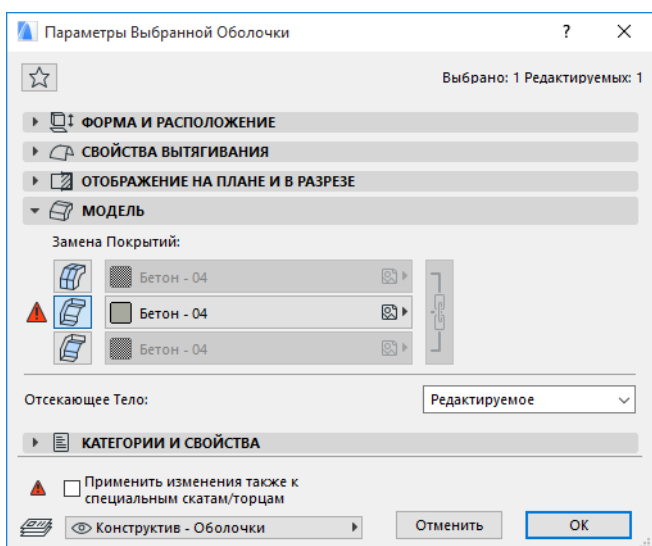 Параметры Выбранной Оболочки ?
Выбрано: 1 Редактируемых: 1
ФОРМА И РАСПОЛОЖЕНИЕ
СВОЙСТВА ВЫТЯГИВАНИЯ
ОТОБРАЖЕНИЕ НА ПЛАНЕ И В РАЗРЕЗЕ
МОДЕЛЬ
Замена Покрытий:
Бетон - 04
Бетон - 04
Бетон - 04
Отсекающее Тело: Редактируемое
КАТЕГОРИИ И СВОЙСТВА
Применить изменения также к
специальным скатам/торцам
Конструктив - Оболочки Отменить OK